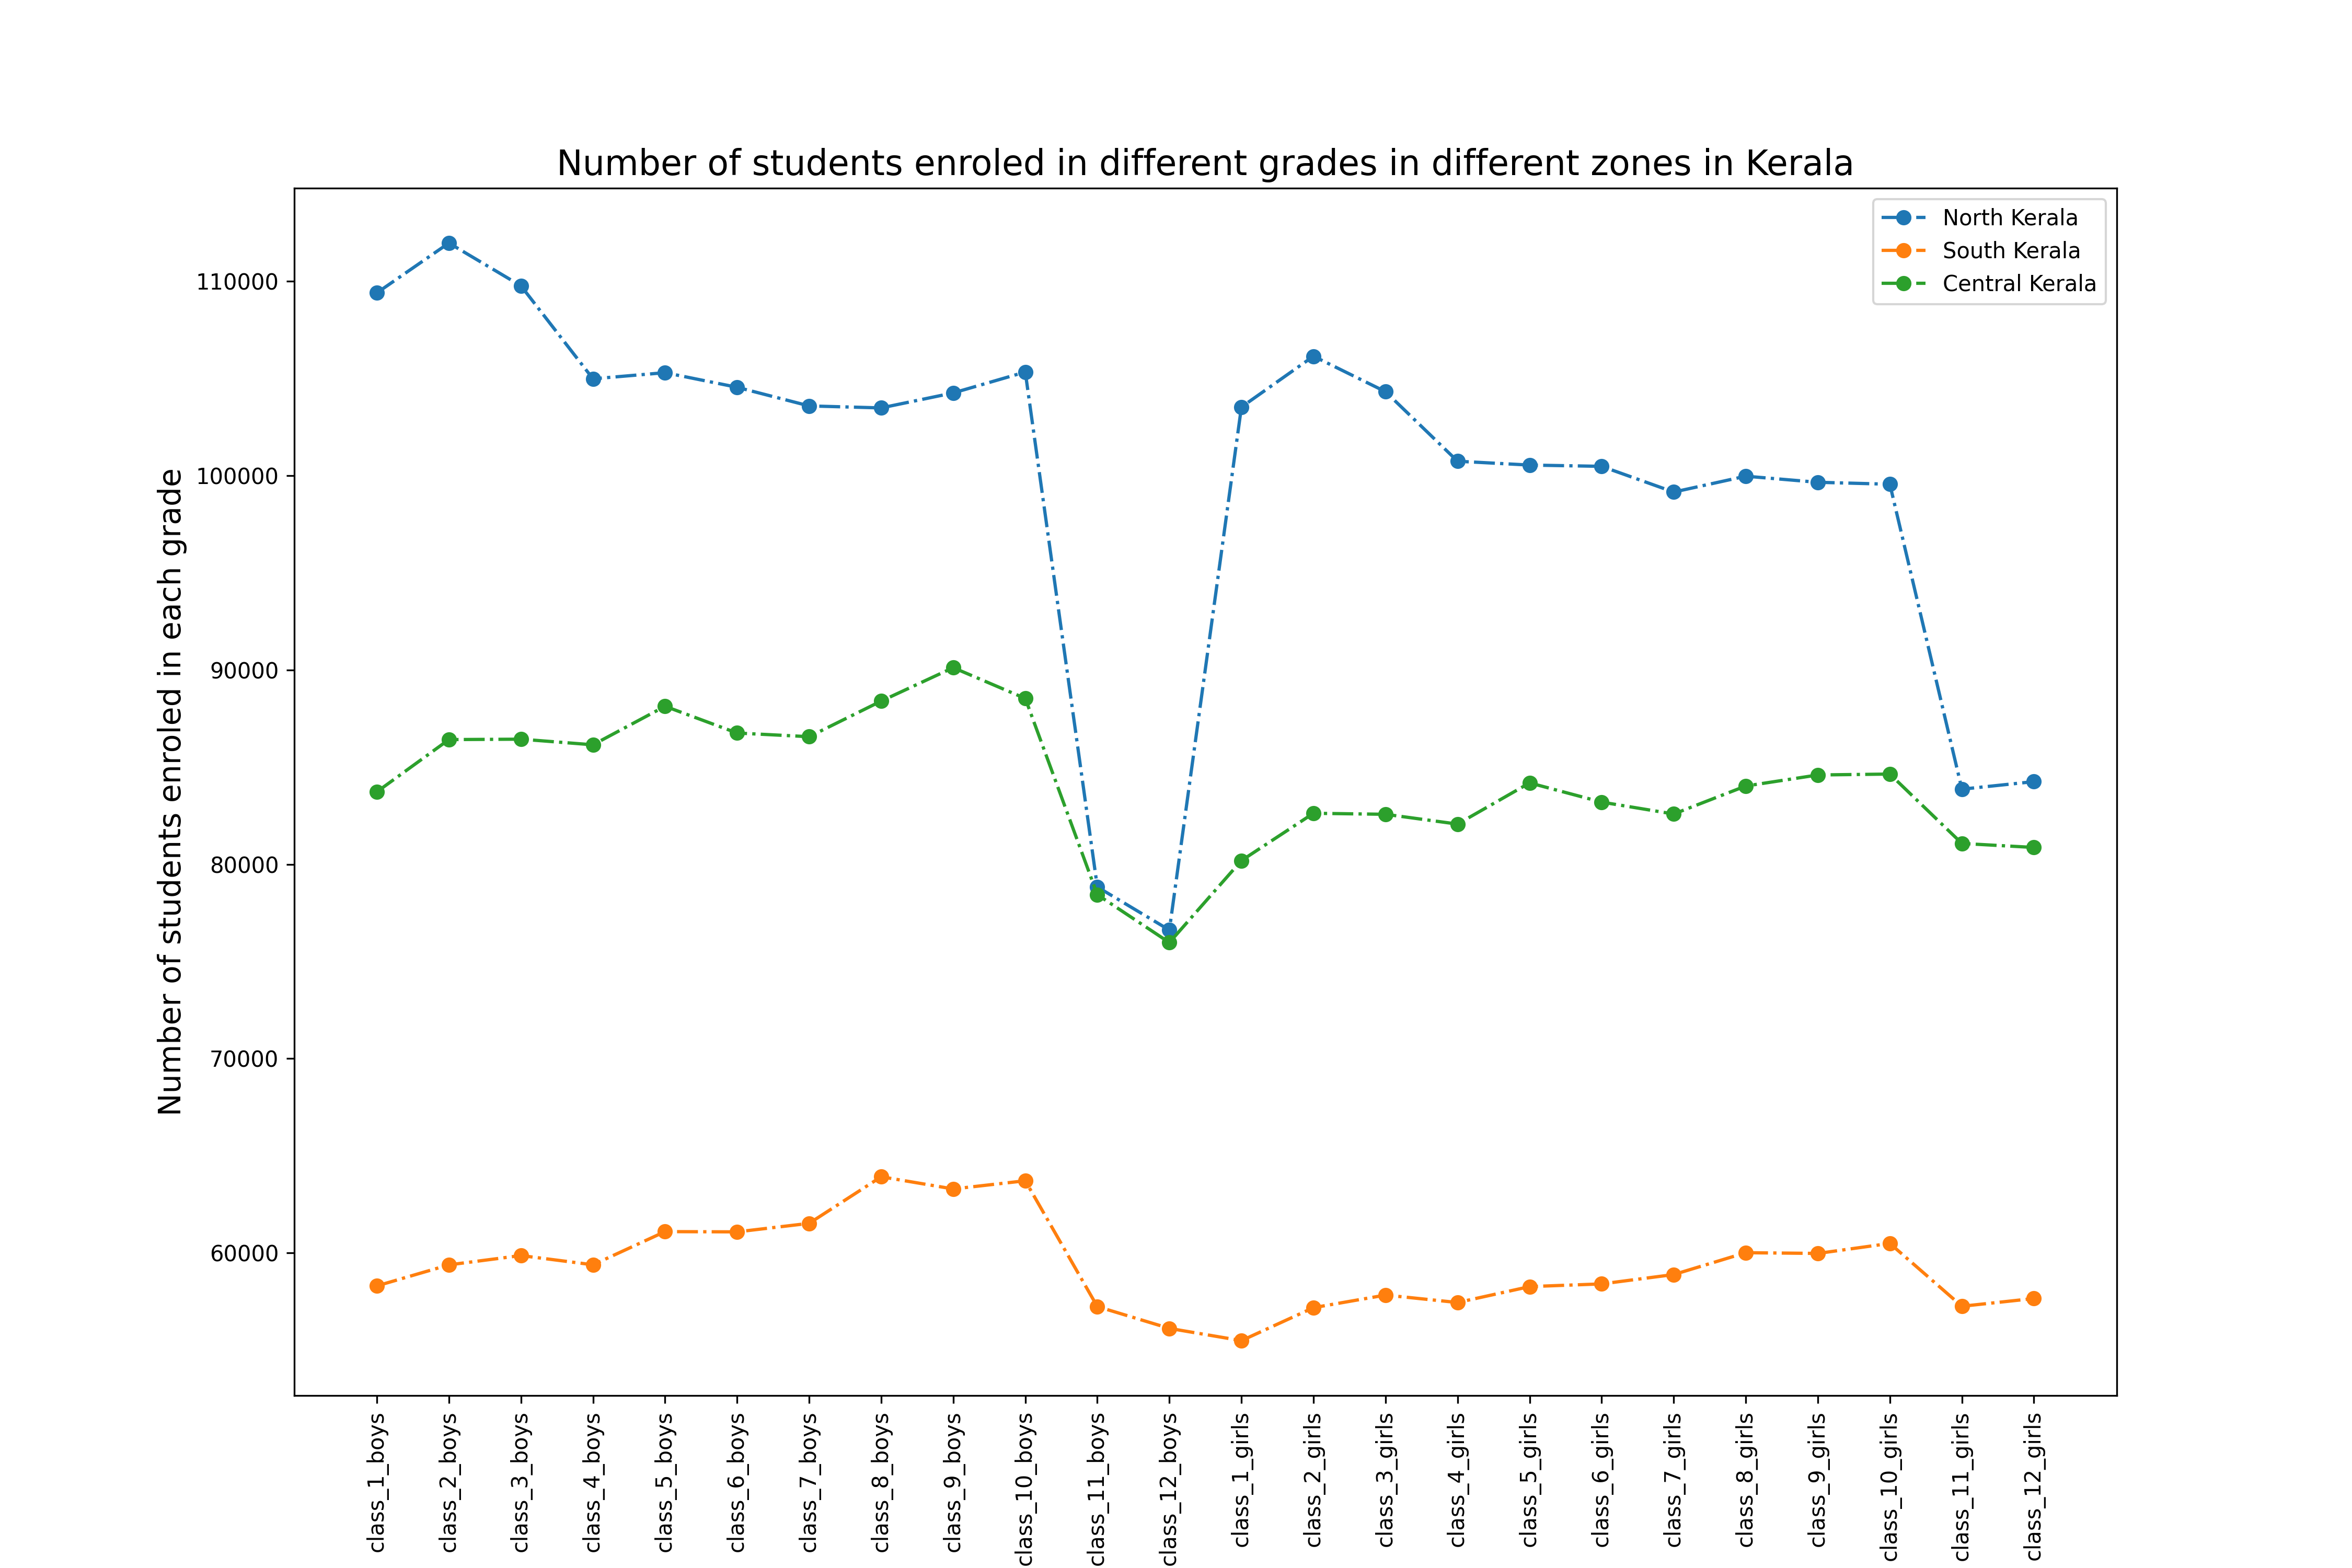 Number of students enroled in different grades in different zones in Kerala
North Kerala
South Kerala
Central Kerala
Number of students enroled in each grade
110000
100000
90000
80000
70000
60000
class_1_boys
class_2_boys
class_3_boys
class_4_boys
class_5_boys
class_6_boys
class_7_boys
class_8_boys
class_9_boys
class_10_boys
class_11_boys
class_12_boys
class_1_girls
class_2_girls
class_3_girls
class_4_girls
class_5_girls
class_6_girls
class_7_girls
class_8_girls
class_9_girls
class_10_girls
class_11_girls
class_12_girls